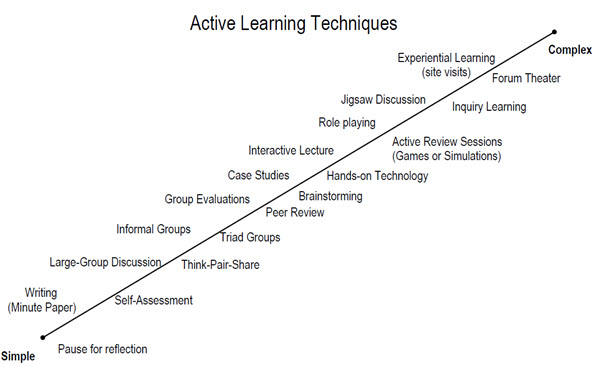 Active Learning Techniques
Complex
Experiential Learning
(site visits)
Forum Theater
Jigsaw Discussion
Inquiry Learning
Role playing
Active Review Sessions
(Games or Simulations)
Interactive Lecture
Case Studies
Hands-on Technology
Group Evaluations
Brainstorming
Peer Review
Informal Groups
Triad Groups
Large-Group Discussion
Think-Pair-Share
Writing
(Minute Paper)
Self-Assessment
Simple
Pause for reflection